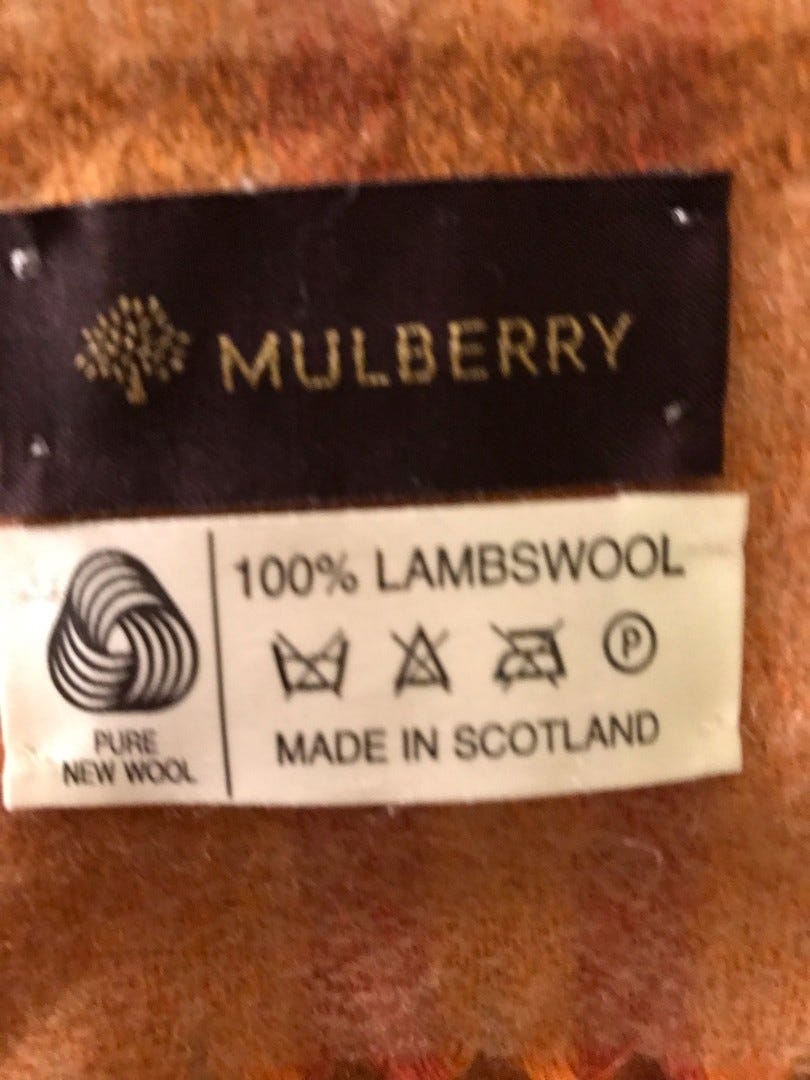 MULBERRY
100% LAMBSWOOL
P
MADE IN SCOTLAND
PURE
NEW WOOL